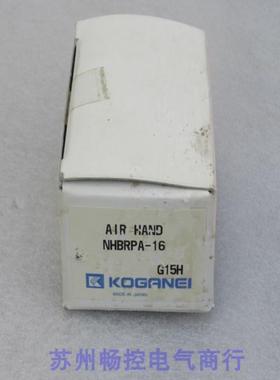 AIR HAND
NHBRPA-16
G15H
KOGANEI
MADE IN JAPAN
苏州畅控电气商行